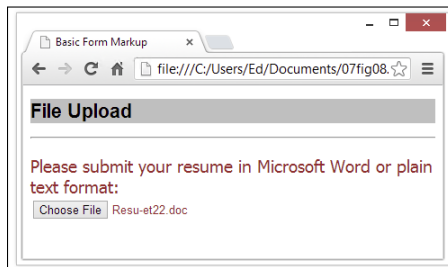 Basic Form Markup
file:///C:/Users/Ed/Documents/07fig08.
File Upload
Please submit your resume in Microsoft Word or plain
text format:
Choose File Resu-et22.doc